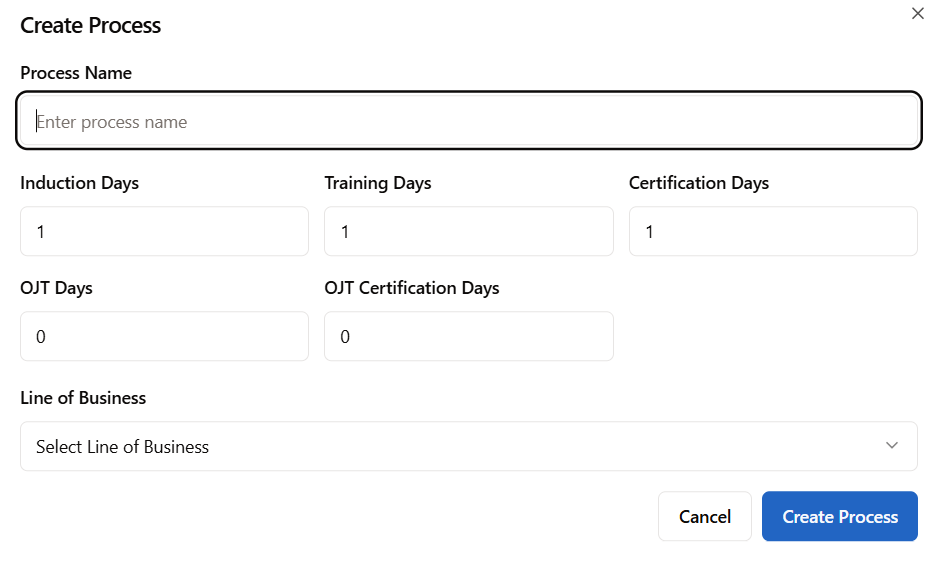 Create Process
Process Name
Enter process name
Induction Days Training Days Certification Days
1 1 1
OJT Days OJT Certification Days
0 0
Line of Business
Select Line of Business
Cancel Create Process